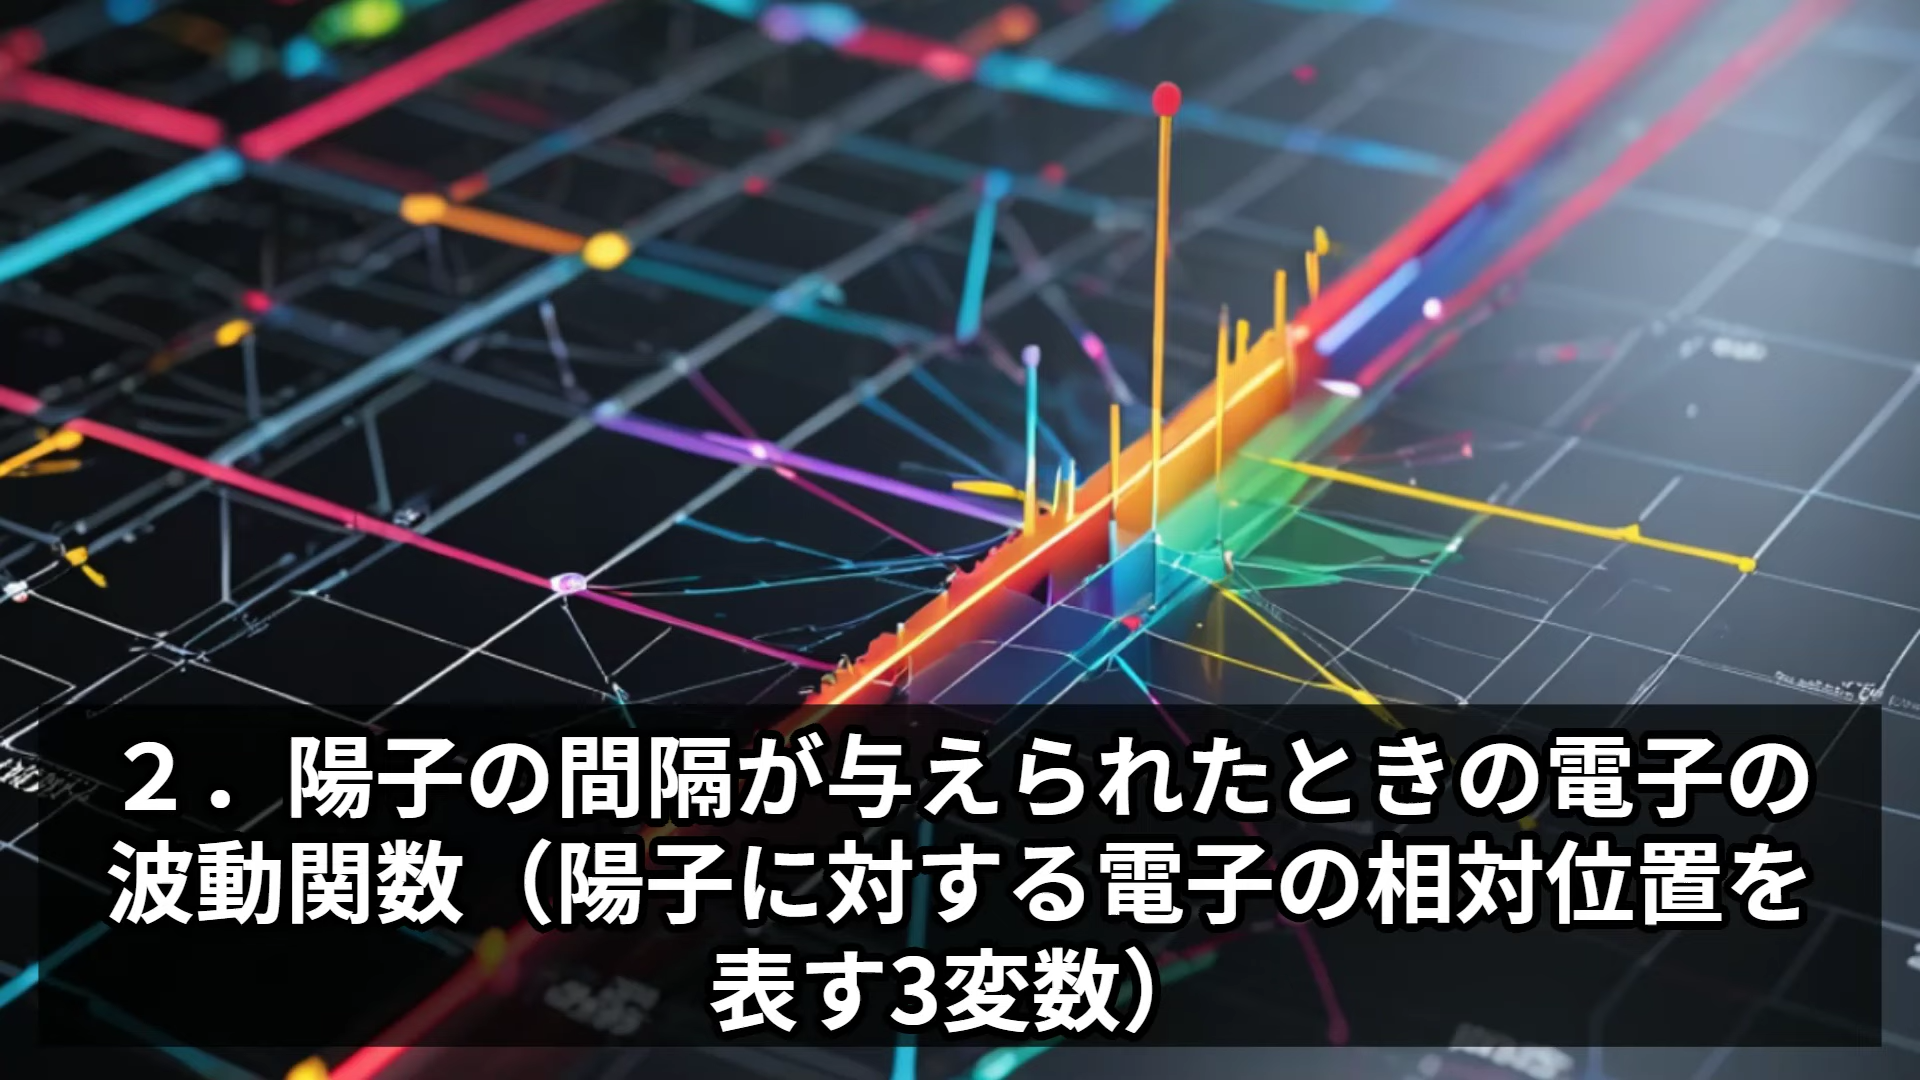 ２．陽子の間隔が与えられたときの電子の
波動関数（陽子に対する電子の相対位置を
表す3変数）